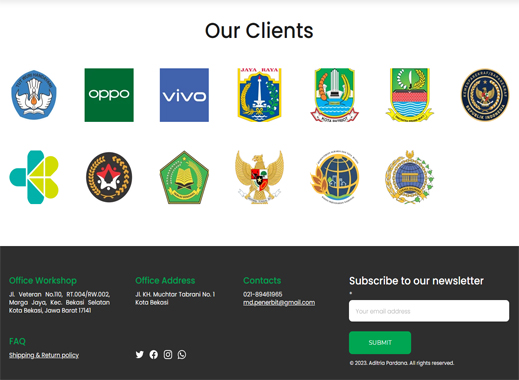 Our Clients
oppo
vivo
JAYA RAYA
KOTA BEKASI
REPUBLIK INDONESIA
Office Workshop
Jl. Veteran No.110, RT.004/RW.002,
Marga Jaya, Kec. Bekasi Selatan
Kota Bekasi, Jawa Barat 17141
Office Address
Jl. KH. Muchtar Tabrani No. 1
Kota Bekasi
Contacts
021-89461965
md.penerbit@gmail.com
Subscribe to our newsletter
*
Your email address
SUBMIT
FAQ
Shipping & Return policy
© 2023. Aditria Pardana. All rights reserved.